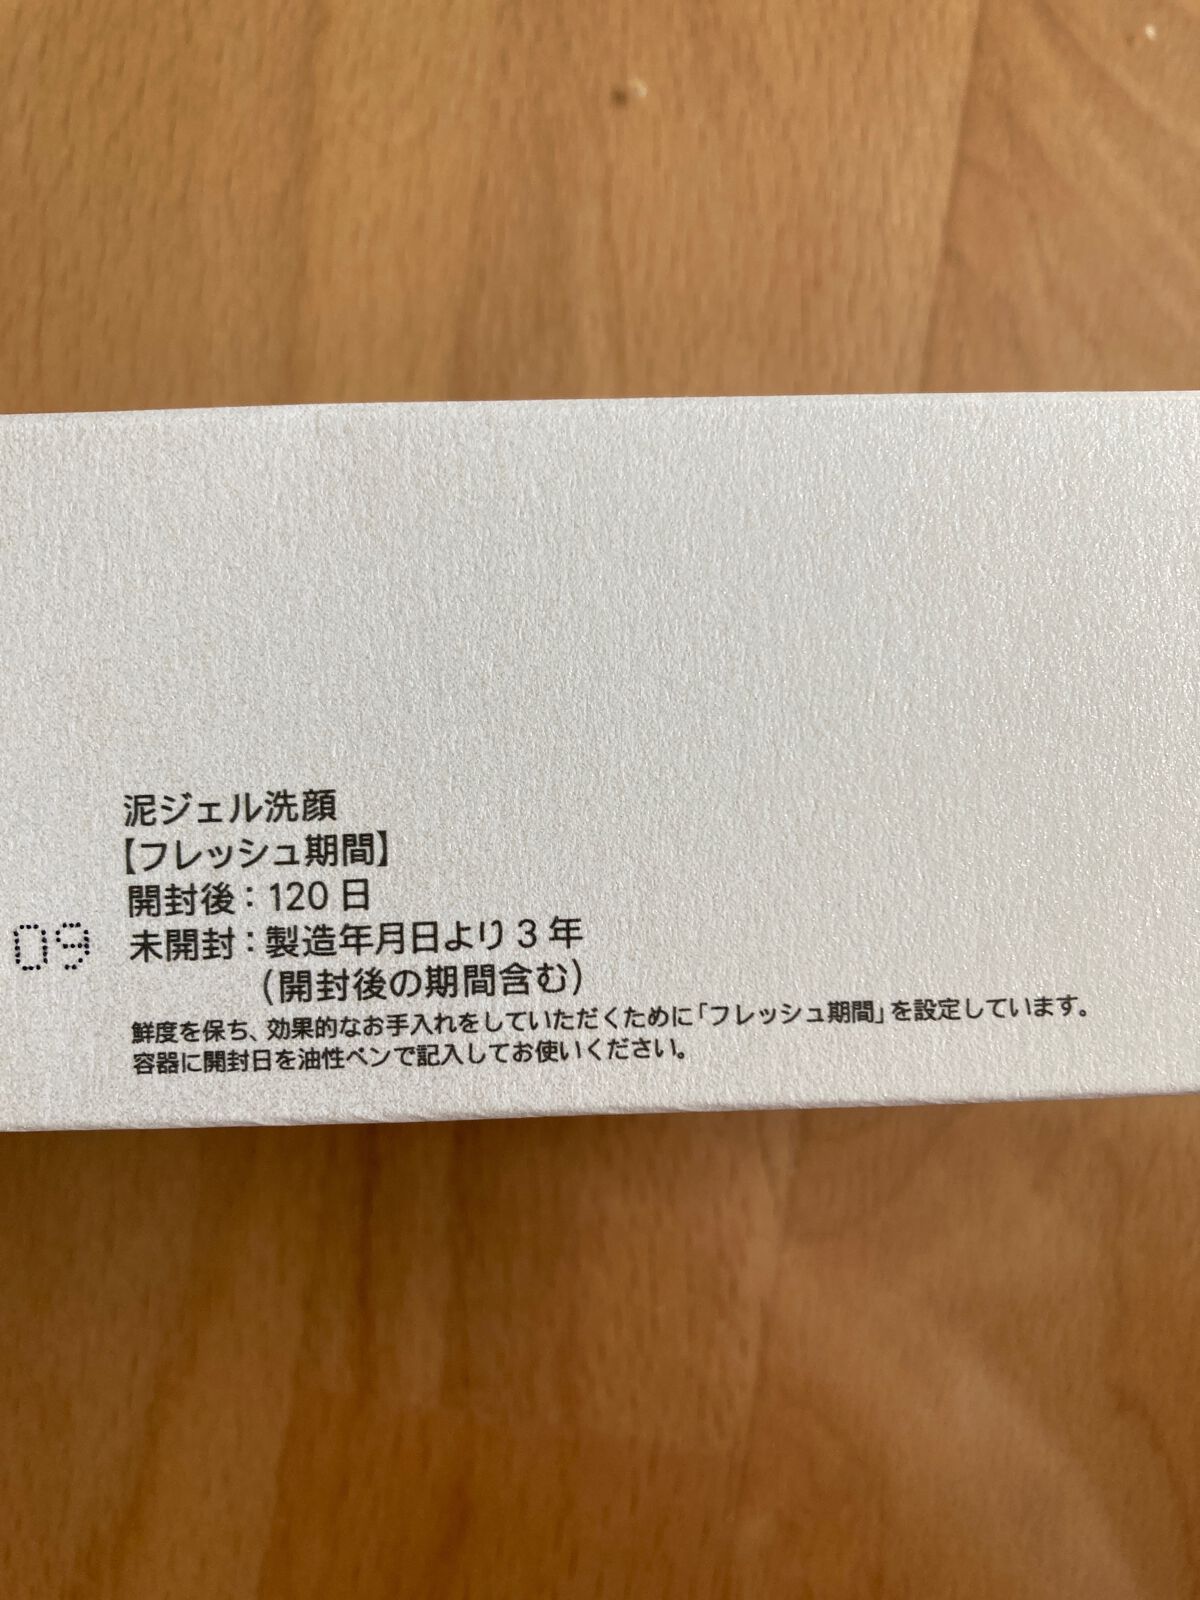 泥ジェル洗顔
【フレッシュ期間】
開封後：120日
09
未開封：製造年月日より3年
（開封後の期間含む）
鮮度を保ち、効果的なお手入れをしていただくために「フレッシュ期間」を設定しています。
容器に開封日を油性ペンで記入してお使いください。